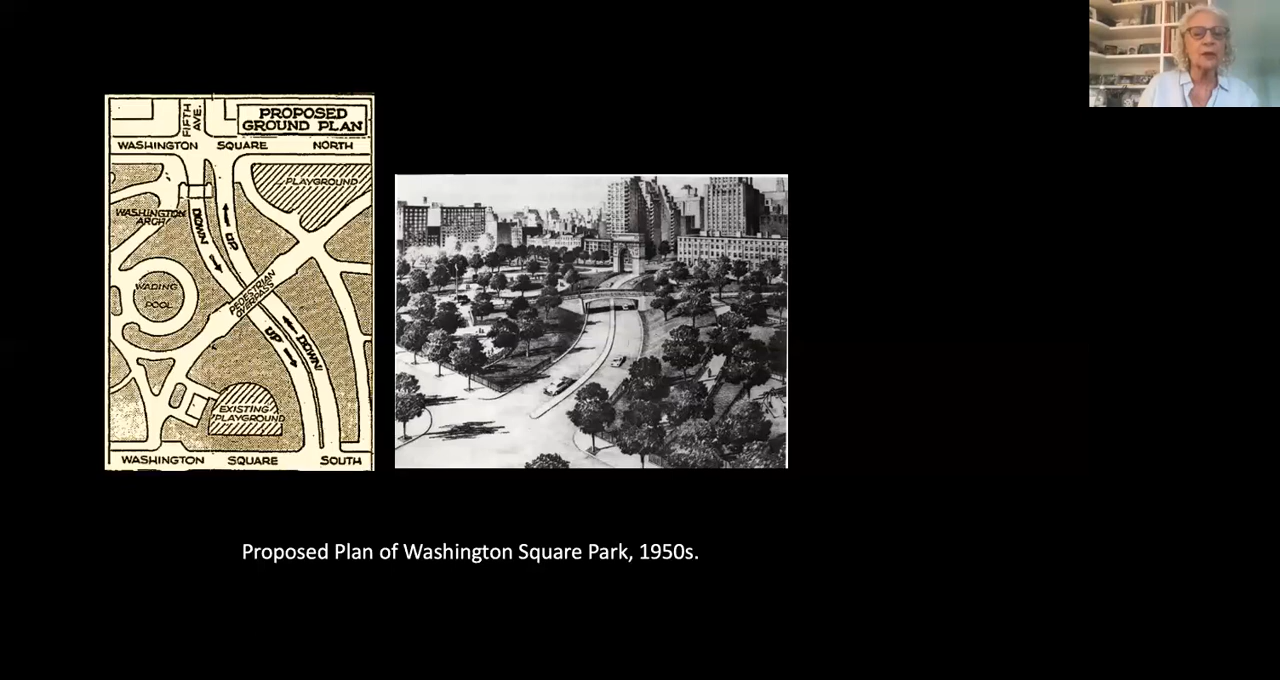 PROPOSED
GROUND PLAN
FIFTH
AVE.
WASHINGTON SQUARE NORTH
PLAYGROUND
WASHINGTON
ARCH
DOWN
UP
WADING
POOL
PEDESTRIAN
OVERPASS
UP
DOWN
EXISTING
PLAYGROUND
WASHINGTON SQUARE SOUTH
Proposed Plan of Washington Square Park, 1950s.